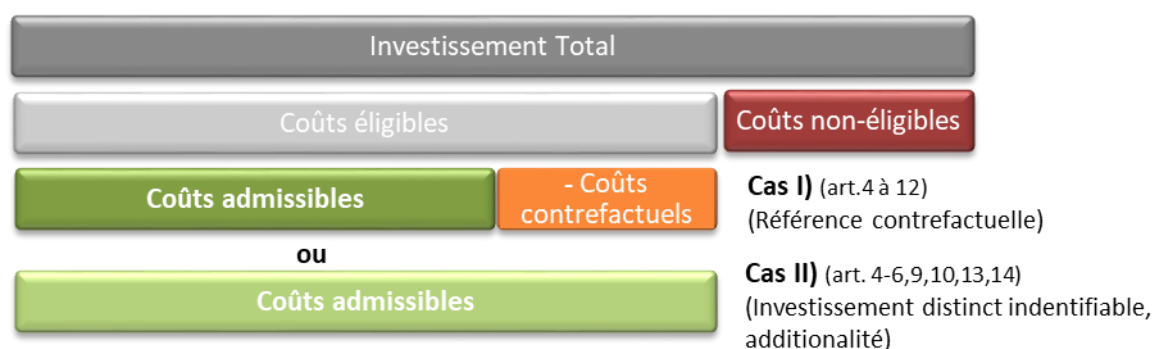 Investissement Total
Coûts éligibles
Coûts non-éligibles
Coûts admissibles
- Coûts
contrefactuels
Cas I) (art.4 à 12)
(Référence contrefactuelle)
ou
Coûts admissibles
Cas II) (art. 4-6,9,10,13,14)
(Investissement distinct indentifiable,
additionalité)